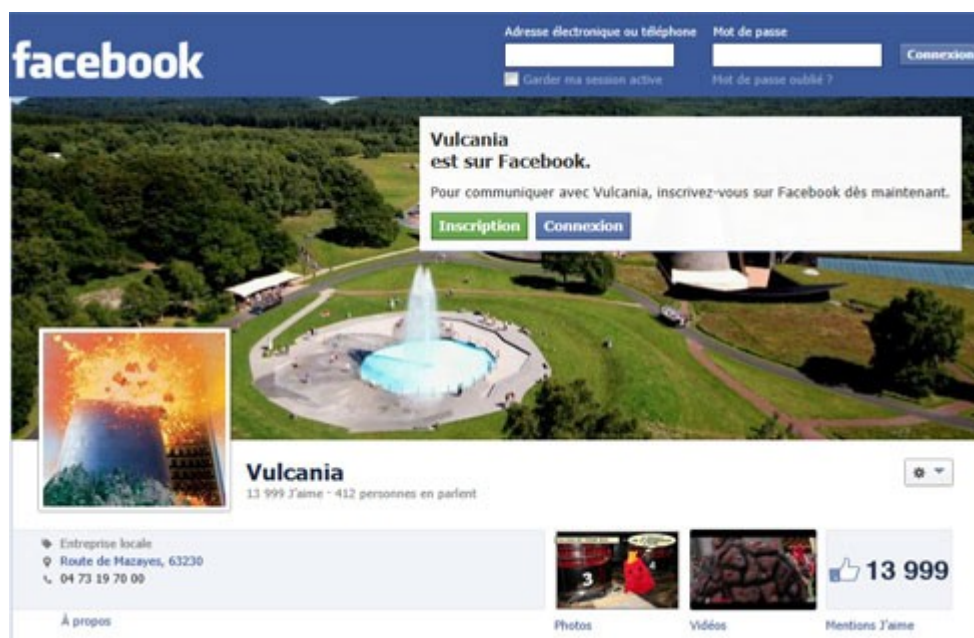 facebook
Adresse électronique ou téléphone
Mot de passe
Connexion
Garder ma session active
Mot de passe oublié ?
Vulcania
est sur Facebook.
Pour communiquer avec Vulcania, inscrivez-vous sur Facebook dès maintenant.
Inscription
Connexion
Vulcania
13 999 J'aime · 412 personnes en parlent
Entreprise locale
Route de Mazayes, 63230
04 73 19 70 00
À propos
3
4
Photos
Vidéos
13 999
Mentions J'aime